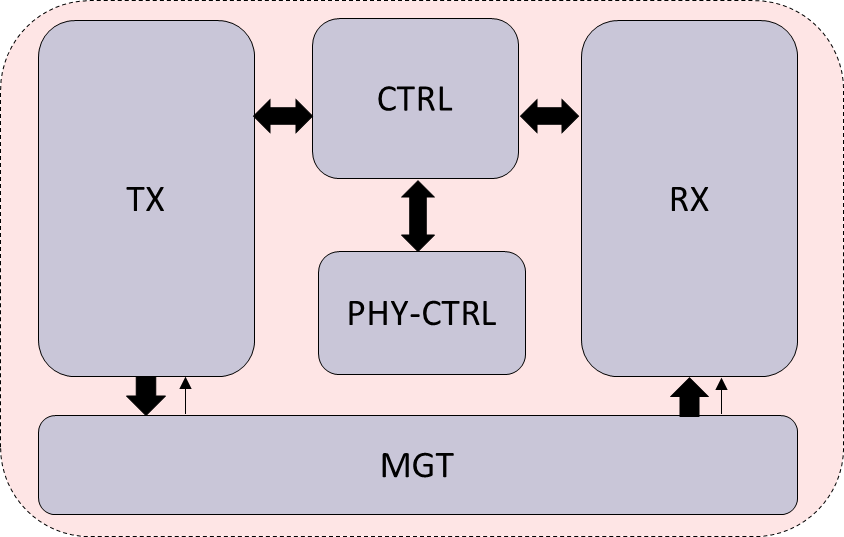 CTRL
TX
RX
PHY-CTRL
MGT